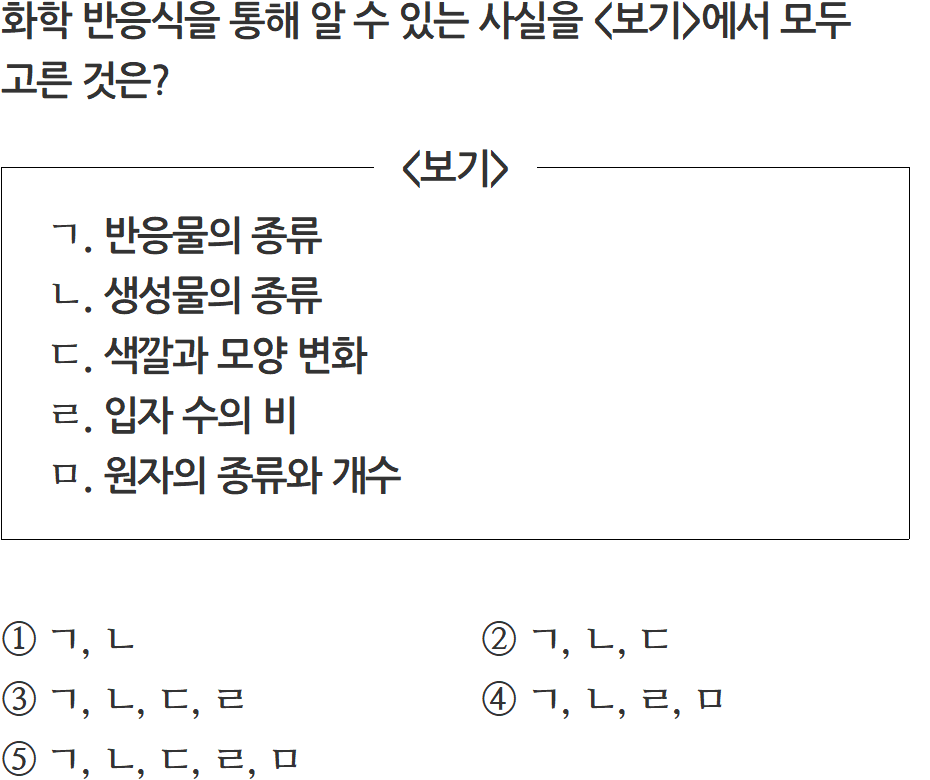 화학 반응식을 통해 알 수 있는 사실을 <보기>에서 모두
고른 것은?
<보기>
ㄱ. 반응물의 종류
ㄴ. 생성물의 종류
ㄷ. 색깔과 모양 변화
ㄹ. 입자 수의 비
ㅁ. 원자의 종류와 개수
① ㄱ, ㄴ ② ㄱ, ㄴ, ㄷ
③ ㄱ, ㄴ, ㄷ, ㄹ ④ ㄱ, ㄴ, ㄹ, ㅁ
⑤ ㄱ, ㄴ, ㄷ, ㄹ, ㅁ